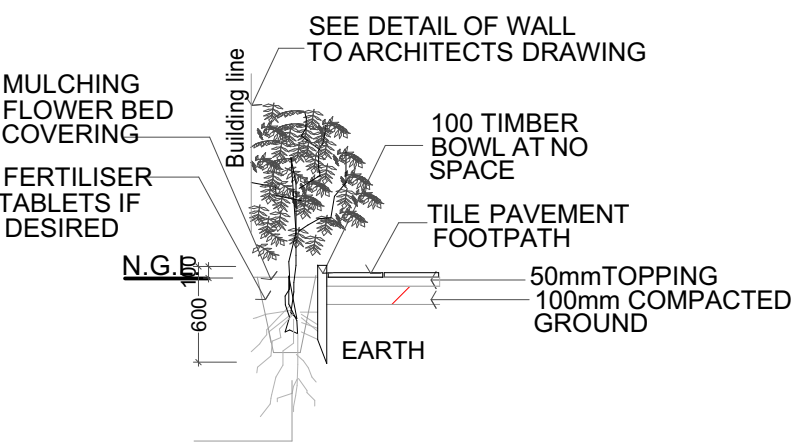 SEE DETAIL OF WALL
TO ARCHITECTS DRAWING
Building line
MULCHING
FLOWER BED
COVERING
FERTILISER
TABLETS IF
DESIRED
100 TIMBER
BOWL AT NO
SPACE
TILE PAVEMENT
FOOTPATH
N.G.L
100
600
50mmTOPPING
100mm COMPACTED
GROUND
EARTH